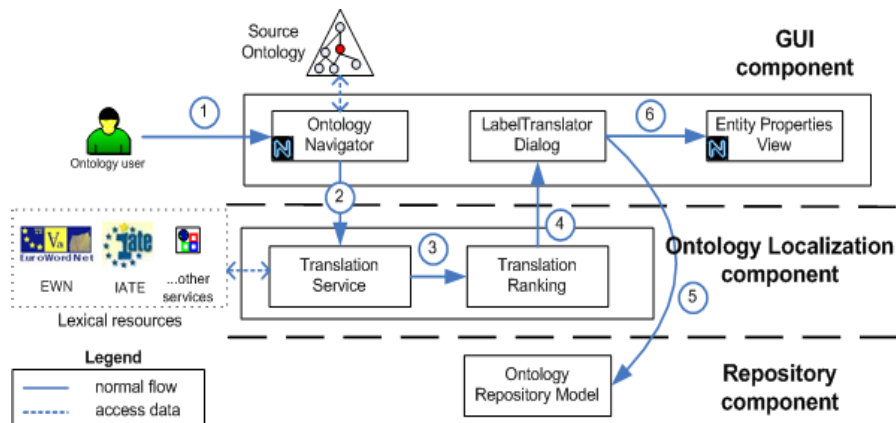 Source
Ontology
GUI
component
1
Ontology user
Ontology
Navigator
LabelTranslator
Dialog
6
Entity Properties
View
2
EuroWordNet
Va
Iate
EWN
IATE
...other
services
Lexical resources
Translation
Service
3
Translation
Ranking
4
Ontology Localization
component
5
Legend
normal flow
access data
Ontology
Repository Model
Repository
component